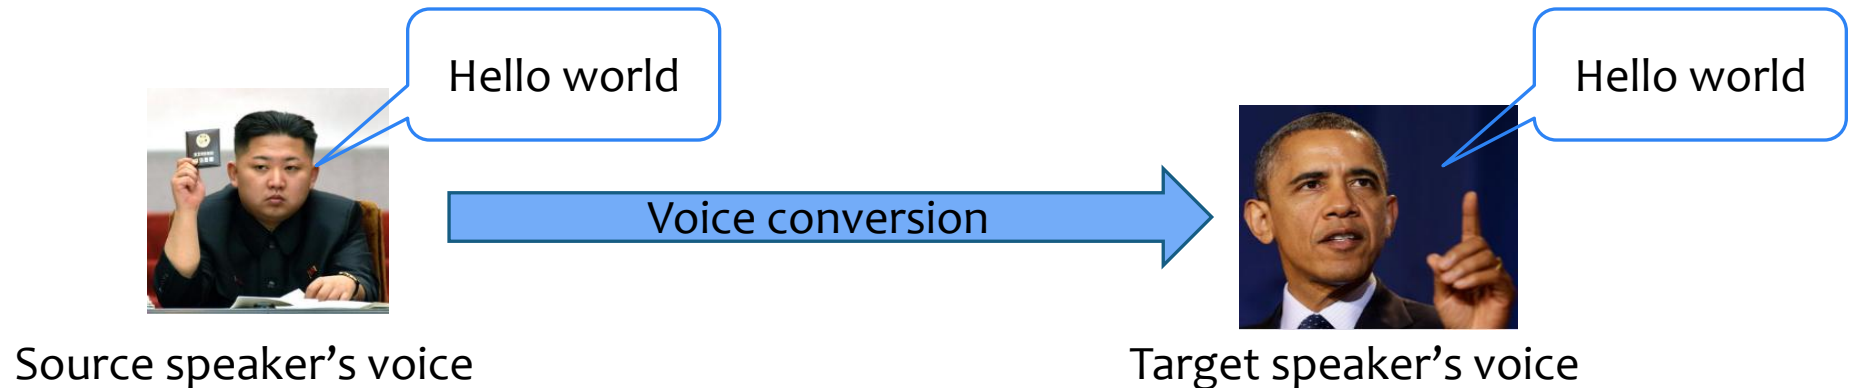 Hello world
Hello world
Voice conversion
Source speaker's voice
Target speaker's voice